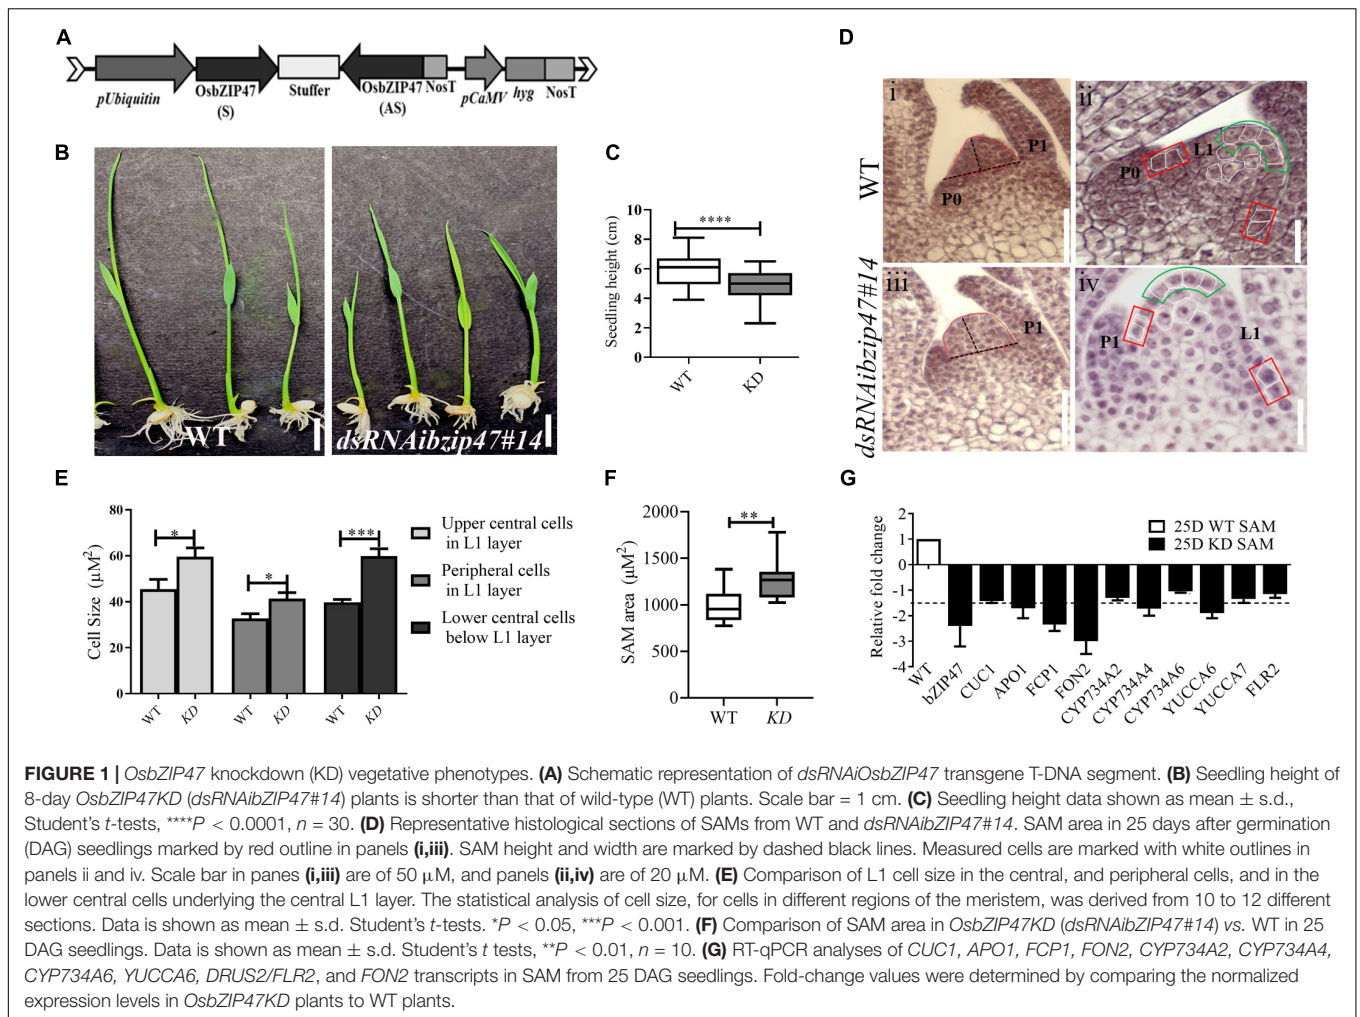 A
pUbiquitin
OsbZIP47
(S)
Stuffer
OsbZIP47
(AS)
NosT
pCaMV
hyg
NosT
B
WT
dsRNAibzip47#14
C
Seedling height (cm)
10
8
6
4
2
0
****
WT
KD
D
WT
dsRNAibzip47#14
i
P1
P0
ii
L1
P0
iii
P1
iv
P1
L1
E
Cell Size (µM²)
80
60
40
20
0
*
*
***
WT
KD
WT
KD
WT
KD
Upper central cells
in L1 layer
Peripheral cells
in L1 layer
Lower central cells
below L1 layer
F
SAM area (µM²)
2000
1500
1000
500
0
**
WT
KD
G
Relative fold change
2
1
0
-1
-2
-3
-4
25D WT SAM
25D KD SAM
WT
bZIP47
CUC1
APO1
FCP1
FON2
CYP734A2
CYP734A4
CYP734A6
YUCCA6
YUCCA7
FLR2
FIGURE 1 | OsbZIP47 knockdown (KD) vegetative phenotypes. (A) Schematic representation of dsRNAiOsbZIP47 transgene T-DNA segment. (B) Seedling height of
8-day OsbZIP47KD (dsRNAibZIP47#14) plants is shorter than that of wild-type (WT) plants. Scale bar = 1 cm. (C) Seedling height data shown as mean ± s.d.,
Student's t-tests, ****P < 0.0001, n = 30. (D) Representative histological sections of SAMs from WT and dsRNAibZIP47#14. SAM area in 25 days after germination
(DAG) seedlings marked by red outline in panels (i,iii). SAM height and width are marked by dashed black lines. Measured cells are marked with white outlines in
panels ii and iv. Scale bar in panes (i,iii) are of 50 µM, and panels (ii,iv) are of 20 µM. (E) Comparison of L1 cell size in the central, and peripheral cells, and in the
lower central cells underlying the central L1 layer. The statistical analysis of cell size, for cells in different regions of the meristem, was derived from 10 to 12 different
sections. Data is shown as mean ± s.d. Student's t-tests. *P < 0.05, ***P < 0.001. (F) Comparison of SAM area in OsbZIP47KD (dsRNAibZIP47#14) vs. WT in 25
DAG seedlings. Data is shown as mean ± s.d. Student's t tests, **P < 0.01, n = 10. (G) RT-qPCR analyses of CUC1, APO1, FCP1, FON2, CYP734A2, CYP734A4,
CYP734A6, YUCCA6, DRUS2/FLR2, and FON2 transcripts in SAM from 25 DAG seedlings. Fold-change values were determined by comparing the normalized
expression levels in OsbZIP47KD plants to WT plants.